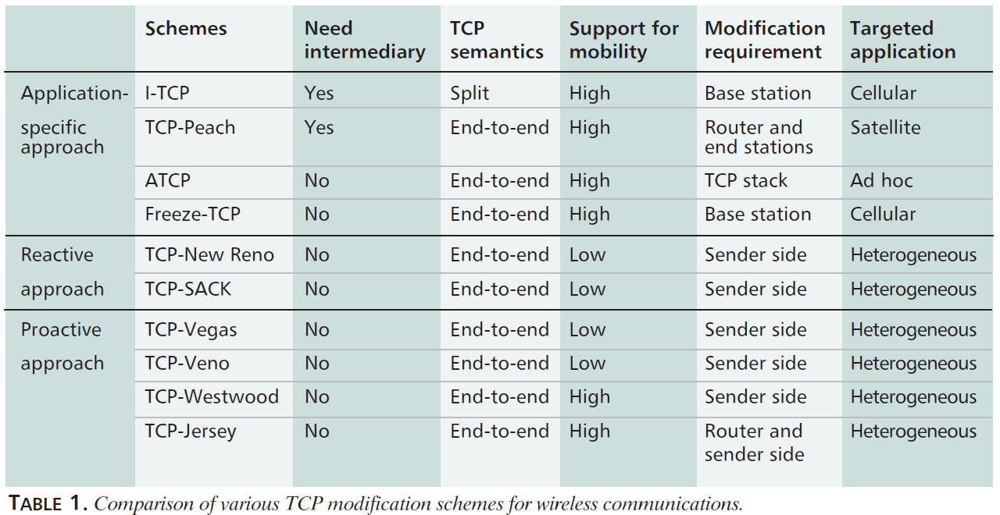 Schemes Need intermediary TCP semantics Support for mobility Modification requirement Targeted application
Application-specific approach
I-TCP Yes Split High Base station Cellular
TCP-Peach Yes End-to-end High Router and end stations Satellite
ATCP No End-to-end High TCP stack Ad hoc
Freeze-TCP No End-to-end High Base station Cellular
Reactive approach
TCP-New Reno No End-to-end Low Sender side Heterogeneous
TCP-SACK No End-to-end Low Sender side Heterogeneous
Proactive approach
TCP-Vegas No End-to-end Low Sender side Heterogeneous
TCP-Veno No End-to-end Low Sender side Heterogeneous
TCP-Westwood No End-to-end High Sender side Heterogeneous
TCP-Jersey No End-to-end High Router and sender side Heterogeneous
TABLE 1. Comparison of various TCP modification schemes for wireless communications.